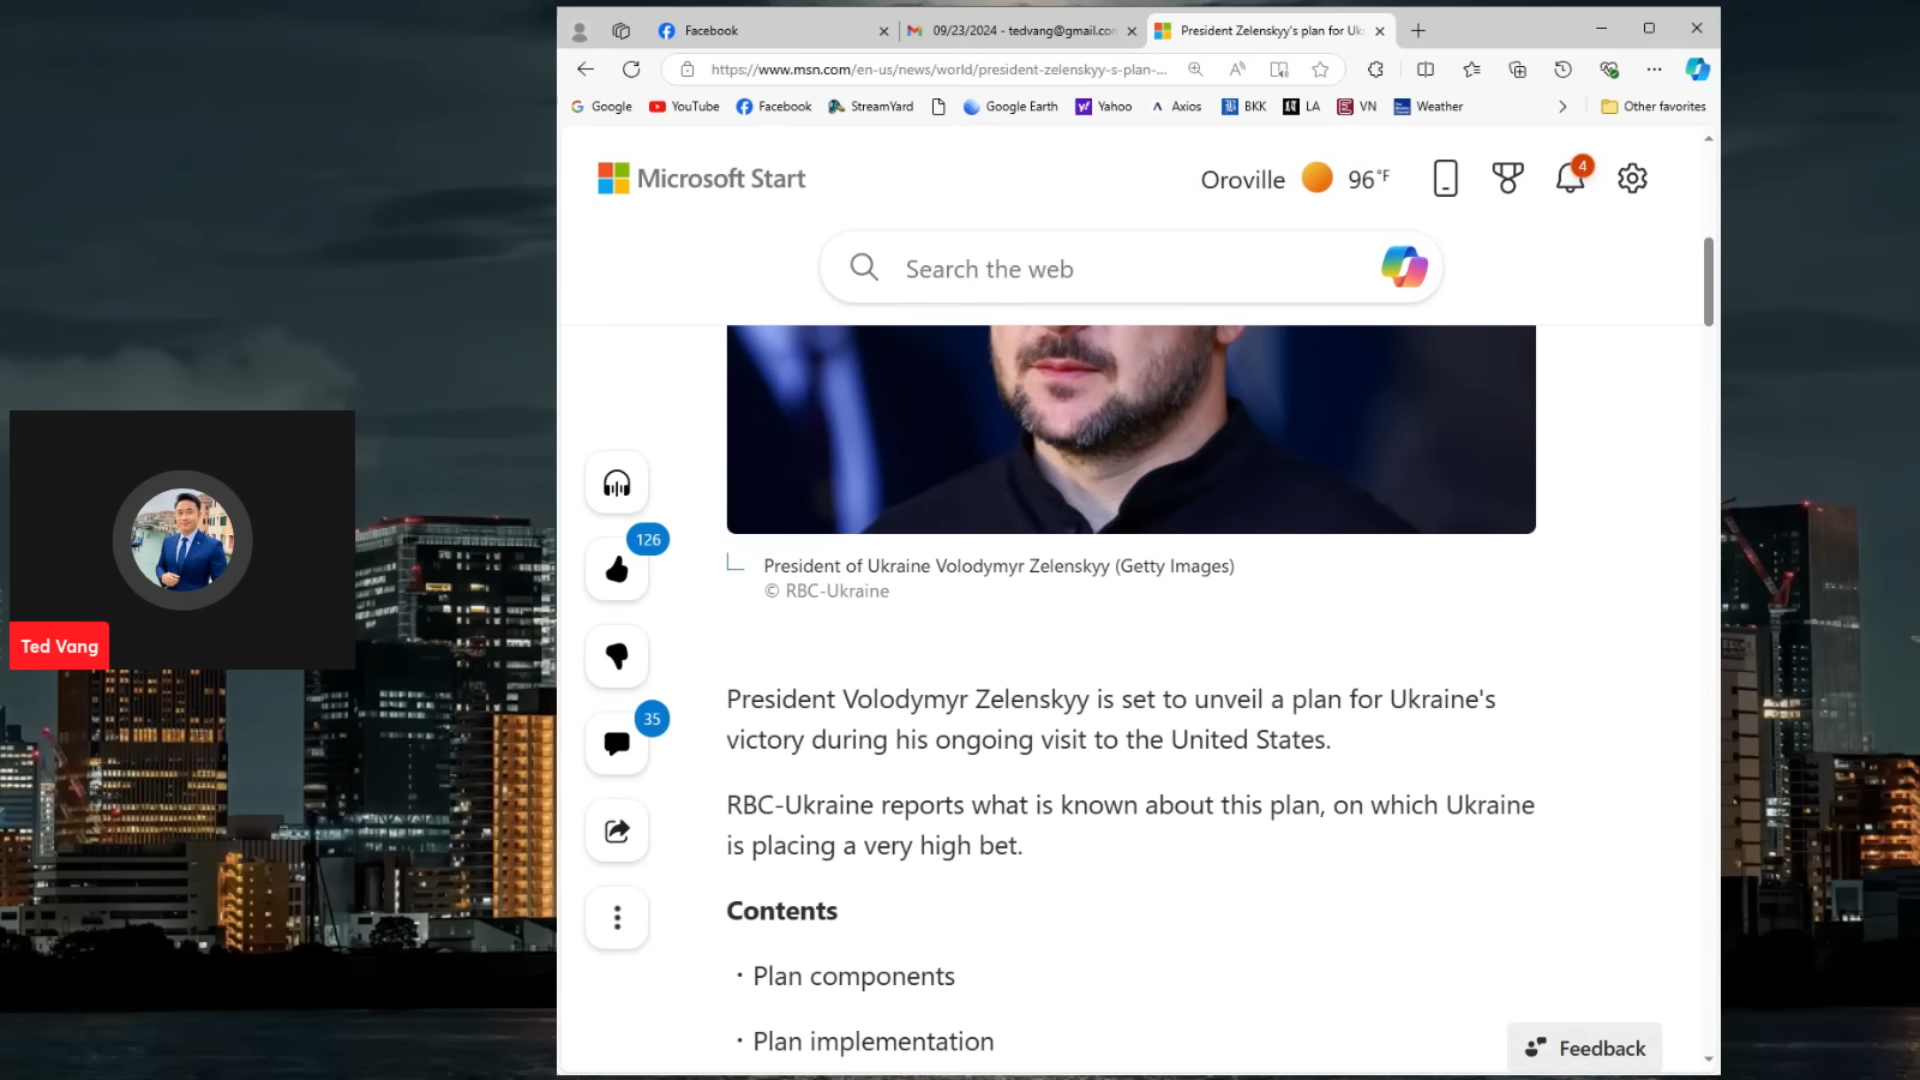 Facebook
09/23/2024 - tedvang@gmail.con
President Zelenskyy's plan for Uk
https://www.msn.com/en-us/news/world/president-zelenskyy-s-plan-...
Google
YouTube
Facebook
StreamYard
Google Earth
Yahoo
Axios
BKK
LA
VN
Weather
Other favorites
Microsoft Start
Oroville
96°F
4
Search the web
126
President of Ukraine Volodymyr Zelenskyy (Getty Images)
© RBC-Ukraine
Ted Vang
35
President Volodymyr Zelenskyy is set to unveil a plan for Ukraine's
victory during his ongoing visit to the United States.
RBC-Ukraine reports what is known about this plan, on which Ukraine
is placing a very high bet.
Contents
· Plan components
· Plan implementation
Feedback